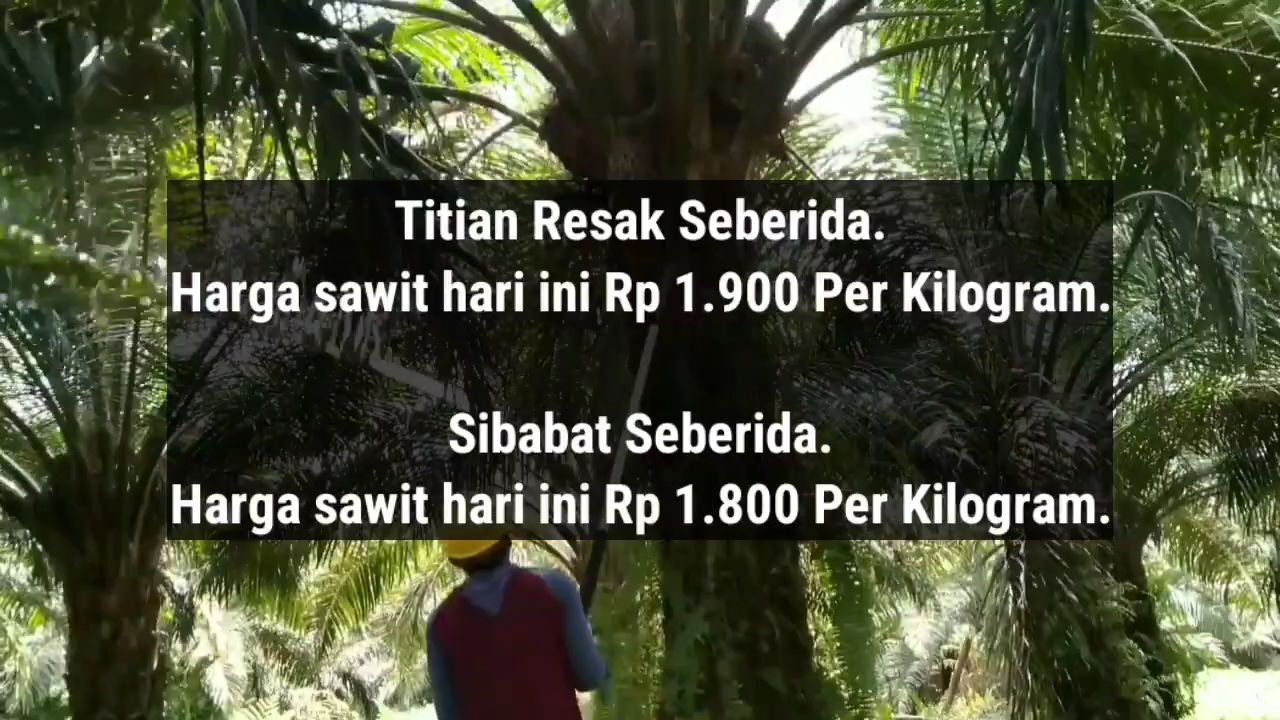 Titian Resak Seberida.
Harga sawit hari ini Rp 1.900 Per Kilogram.
Sibabat Seberida.
Harga sawit hari ini Rp 1.800 Per Kilogram.